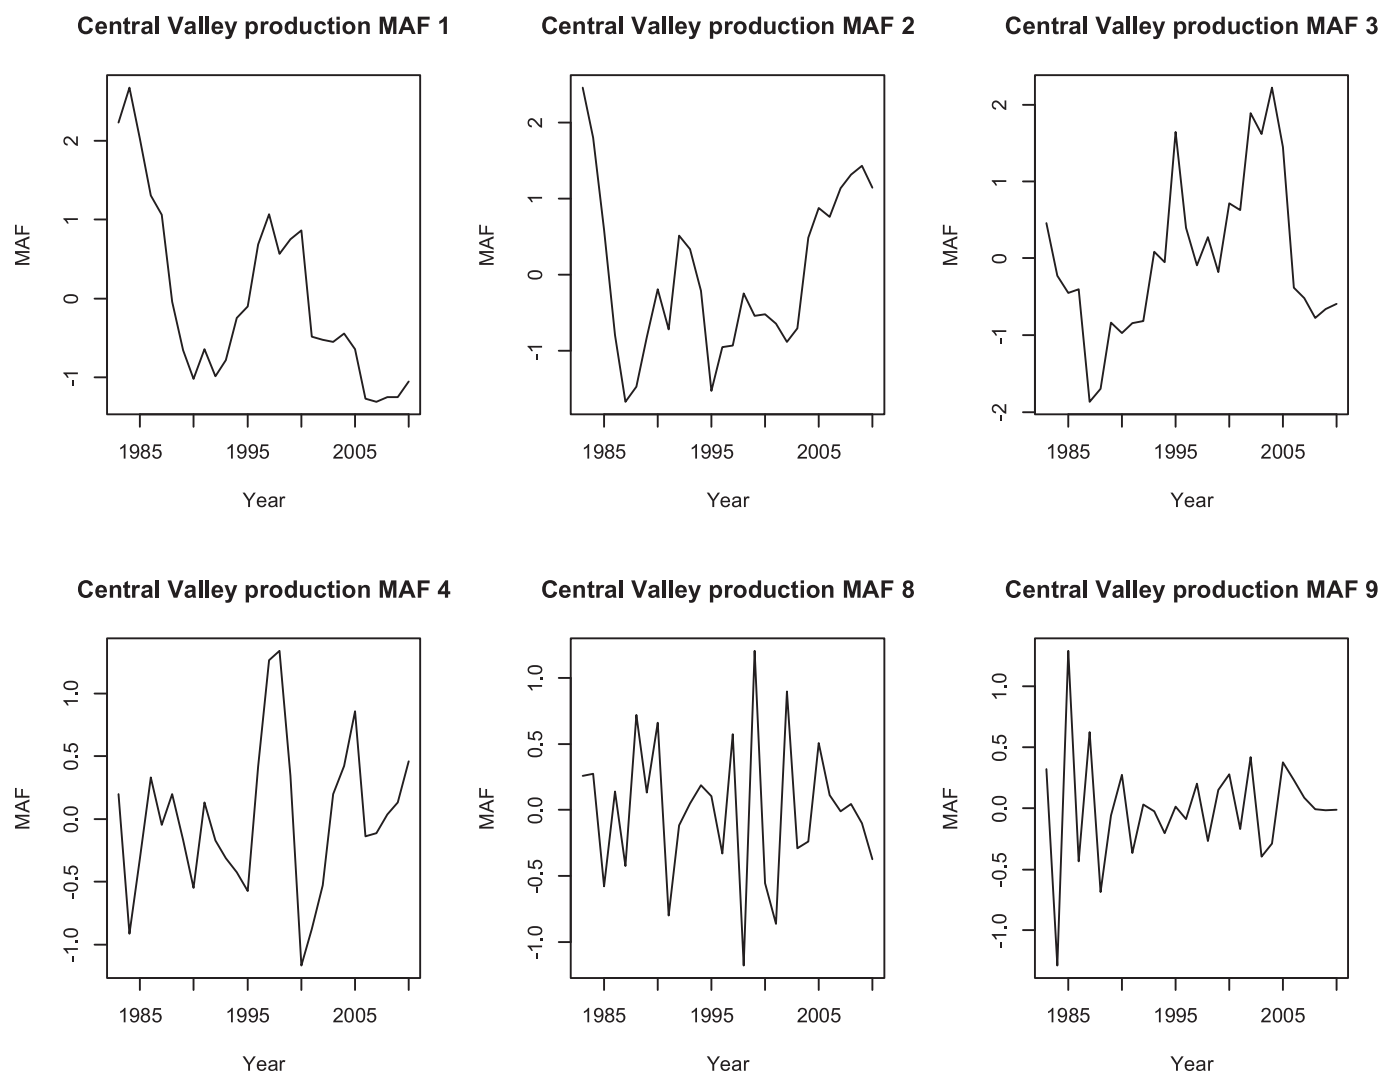 Central Valley production MAF 1
MAF
2
1
0
-1
1985
1995
2005
Year
Central Valley production MAF 2
MAF
2
1
0
-1
1985
1995
2005
Year
Central Valley production MAF 3
MAF
2
1
0
-1
-2
1985
1995
2005
Year
Central Valley production MAF 4
MAF
1.0
0.5
0.0
-0.5
-1.0
1985
1995
2005
Year
Central Valley production MAF 8
MAF
1.0
0.5
0.0
-0.5
-1.0
1985
1995
2005
Year
Central Valley production MAF 9
MAF
1.0
0.5
0.0
-0.5
-1.0
1985
1995
2005
Year